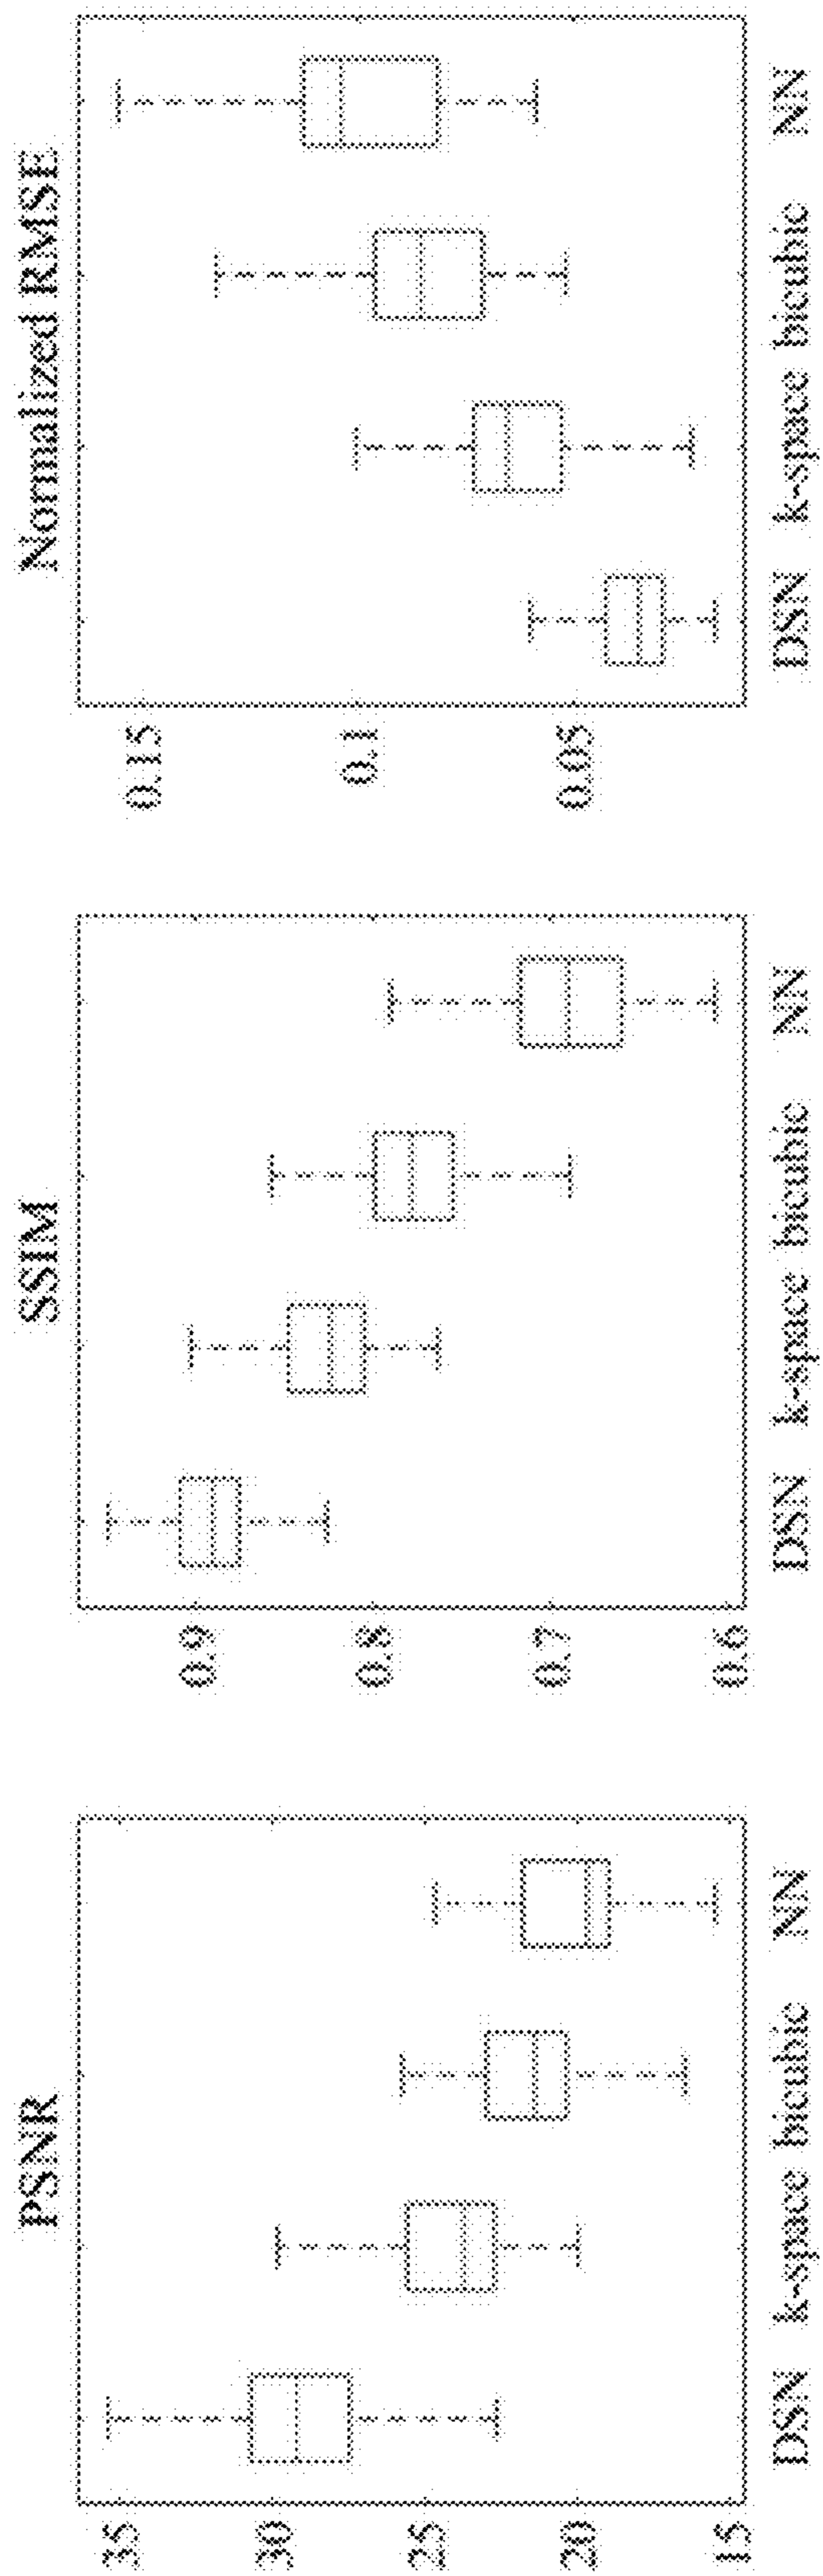 PSNR
35
30
25
20
15
DSN k-space bicubic NN
SSIM
0.9
0.8
0.7
0.6
DSN k-space bicubic NN
Normalized RMSE
0.15
0.1
0.05
DSN k-space bicubic NN